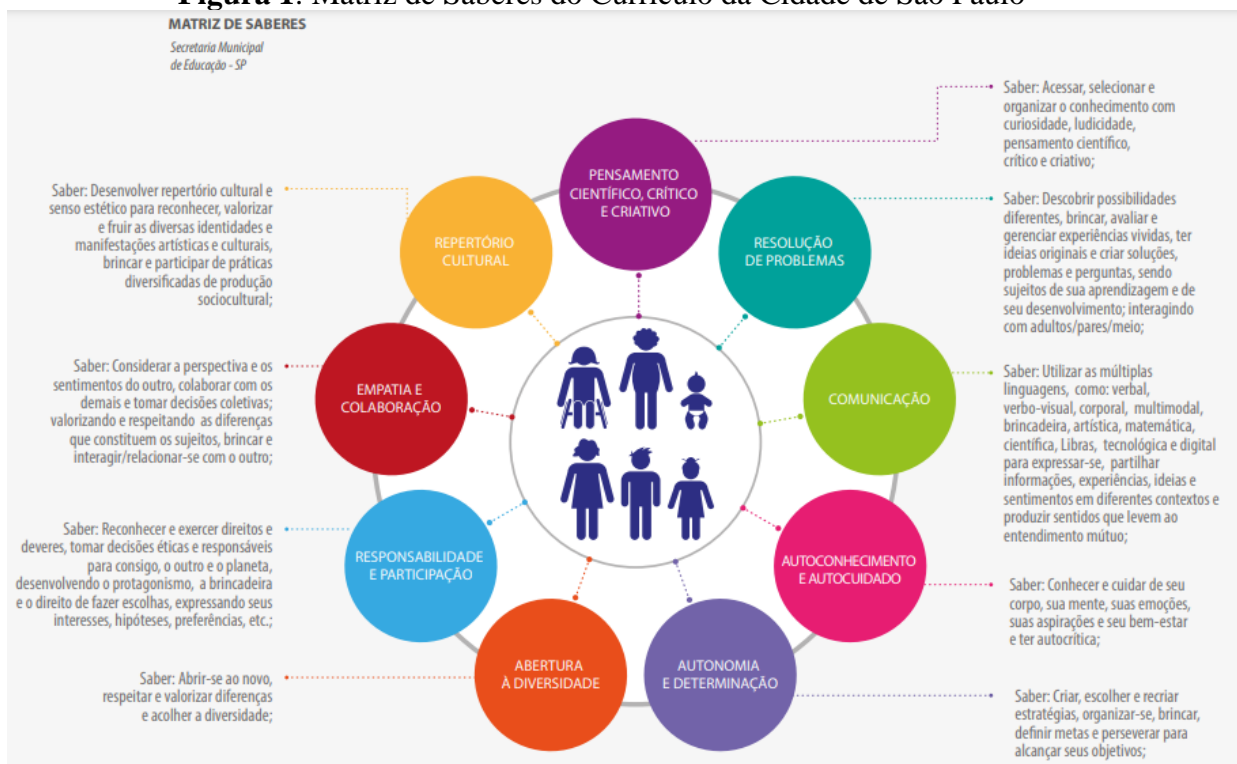 Figura 1: Matriz de Saberes do Currículo da Cidade de São Paulo
MATRIZ DE SABERES
Secretaria Municipal
de Educação - SP
PENSAMENTO
CIENTÍFICO, CRÍTICO
E CRIATIVO
Saber: Acessar, selecionar e
organizar o conhecimento com
curiosidade, ludicidade,
pensamento científico,
crítico e criativo;
RESOLUÇÃO
DE PROBLEMAS
Saber: Descobrir possibilidades
diferentes, brincar, avaliar e
gerenciar experiências vividas, ter
ideias originais e criar soluções,
problemas e perguntas, sendo
sujeitos de sua aprendizagem e de
seu desenvolvimento; interagindo
com adultos/pares/meio;
COMUNICAÇÃO
Saber: Utilizar as múltiplas
linguagens, como: verbal,
verbo-visual, corporal, multimodal,
brincadeira, artística, matemática,
científica, Libras, tecnológica e digital
para expressar-se, partilhar
informações, experiências, ideias e
sentimentos em diferentes contextos e
produzir sentidos que levem ao
entendimento mútuo;
AUTOCONHECIMENTO
E AUTOCUIDADO
Saber: Conhecer e cuidar de seu
corpo, sua mente, suas emoções,
suas aspirações e seu bem-estar
e ter autocrítica;
AUTONOMIA
E DETERMINAÇÃO
Saber: Criar, escolher e recriar
estratégias, organizar-se, brincar,
definir metas e perseverar para
alcançar seus objetivos;
ABERTURA
À DIVERSIDADE
Saber: Abrir-se ao novo,
respeitar e valorizar diferenças
e acolher a diversidade;
RESPONSABILIDADE
E PARTICIPAÇÃO
Saber: Reconhecer e exercer direitos e
deveres, tomar decisões éticas e responsáveis
para consigo, o outro e o planeta,
desenvolvendo o protagonismo, a brincadeira
e o direito de fazer escolhas, expressando seus
interesses, hipóteses, preferências, etc.;
EMPATIA E
COLABORAÇÃO
Saber: Considerar a perspectiva e os
sentimentos do outro, colaborar com os
demais e tomar decisões coletivas;
valorizando e respeitando as diferenças
que constituem os sujeitos, brincar e
interagir/relacionar-se com o outro;
REPERTÓRIO
CULTURAL
Saber: Desenvolver repertório cultural e
senso estético para reconhecer, valorizar
e fruir as diversas identidades e
manifestações artísticas e culturais,
brincar e participar de práticas
diversificadas de produção
sociocultural;